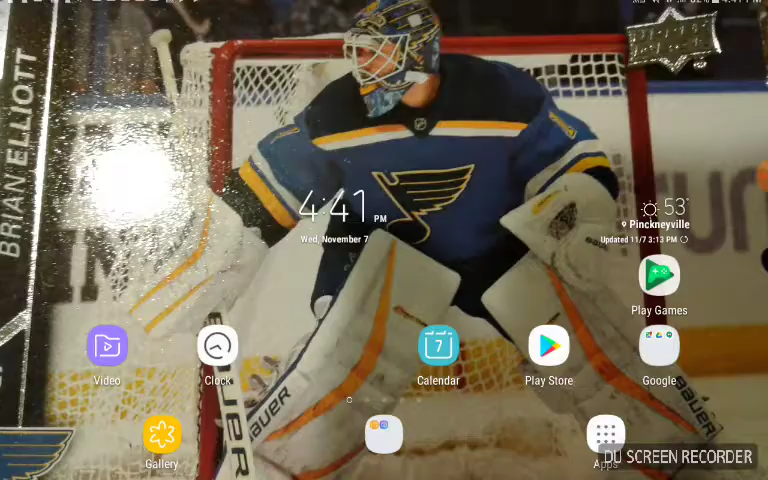 BRIAN ELLIOTT
4:41 PM
Wed, November 7
53°
Pinckneyville
Updated 11/7 3:13 PM
Play Games
Video
Clock
7
Calendar
Play Store
Google
BAUER
BAUER
BAUER
Gallery
Apps
DU SCREEN RECORDER